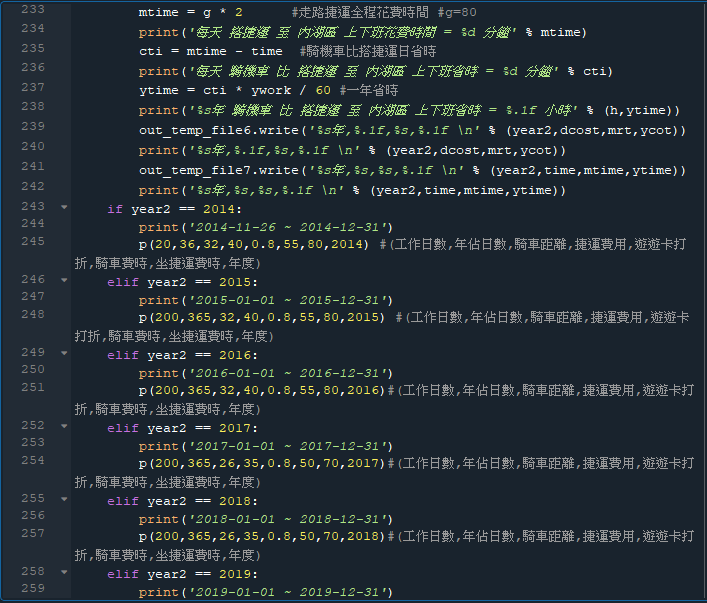 233 mtime = g * 2 #走路捷運全程花費時間 #g=80
234 print('每天 搭捷運 至 內湖區 上下班花費時間 = %d 分鐘' % mtime)
235 cti = mtime - time #騎機車比搭捷運日省時
236 print('每天 騎機車 比 搭捷運 至 內湖區 上下班省時 = %d 分鐘' % cti)
237 ytime = cti * ywork / 60 #一年省時
238 print('%s年 騎機車 比 搭捷運 至 內湖區 上下班省時 = %.1f 小時' % (h,ytime))
239 out_temp_file6.write('%s年,%.1f,%s,%.1f \n' % (year2,dcost,mrt,ycot))
240 print('%s年,%.1f,%s,%.1f \n' % (year2,dcost,mrt,ycot))
241 out_temp_file7.write('%s年,%s,%s,%.1f \n' % (year2,time,mtime,ytime))
242 print('%s年,%s,%s,%.1f \n' % (year2,time,mtime,ytime))
243 if year2 == 2014:
244 print('2014-11-26 ~ 2014-12-31')
245 p(20,36,32,40,0.8,55,80,2014) #(工作日數,年佔日數,騎車距離,捷運費用,遊遊卡打
折,騎車費時,坐捷運費時,年度)
246 elif year2 == 2015:
247 print('2015-01-01 ~ 2015-12-31')
248 p(200,365,32,40,0.8,55,80,2015) #(工作日數,年佔日數,騎車距離,捷運費用,遊遊卡
打折,騎車費時,坐捷運費時,年度)
249 elif year2 == 2016:
250 print('2016-01-01 ~ 2016-12-31')
251 p(200,365,32,40,0.8,55,80,2016)#(工作日數,年佔日數,騎車距離,捷運費用,遊遊卡打
折,騎車費時,坐捷運費時,年度)
252 elif year2 == 2017:
253 print('2017-01-01 ~ 2017-12-31')
254 p(200,365,26,35,0.8,50,70,2017)#(工作日數,年佔日數,騎車距離,捷運費用,遊遊卡打
折,騎車費時,坐捷運費時,年度)
255 elif year2 == 2018:
256 print('2018-01-01 ~ 2018-12-31')
257 p(200,365,26,35,0.8,50,70,2018)#(工作日數,年佔日數,騎車距離,捷運費用,遊遊卡打
折,騎車費時,坐捷運費時,年度)
258 elif year2 == 2019:
259 print('2019-01-01 ~ 2019-12-31')